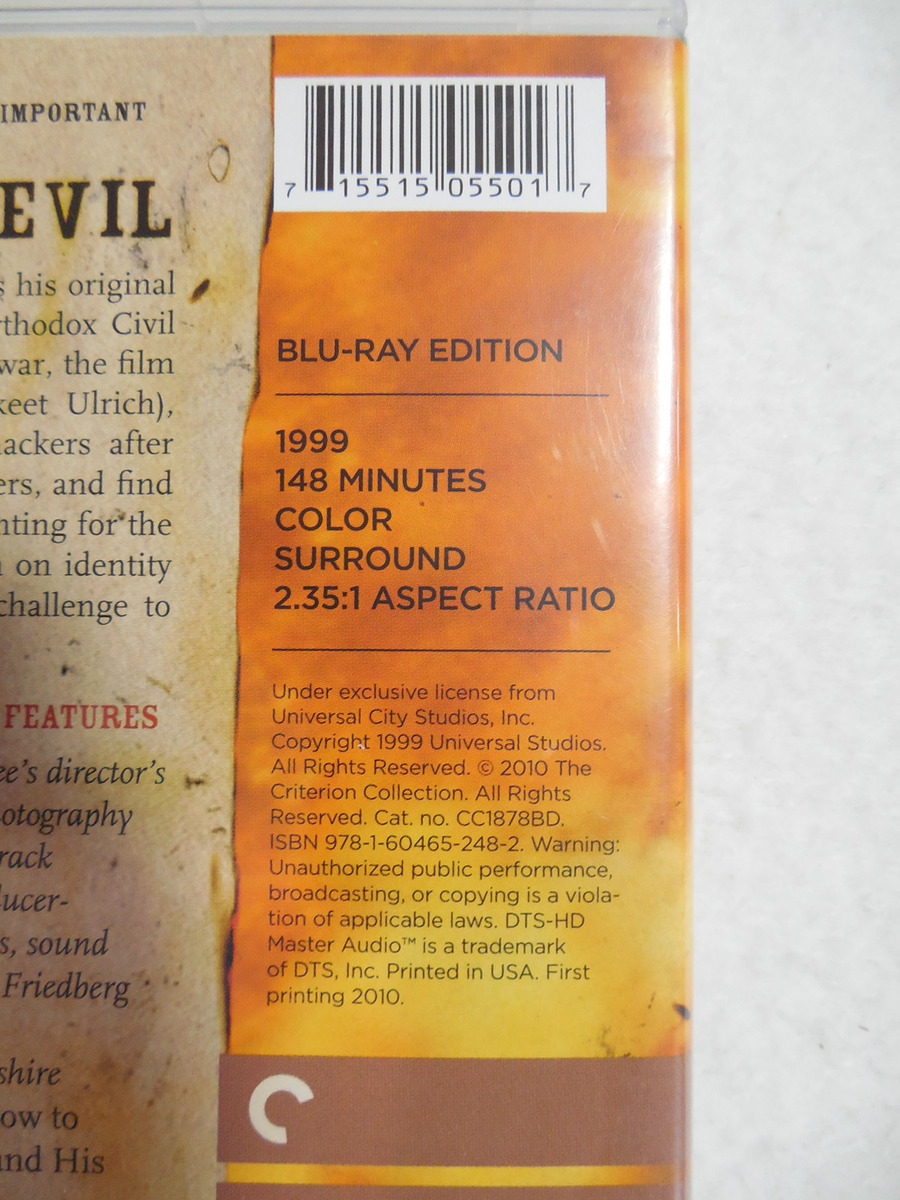 IMPORTANT
EVIL
s his original
rthodox Civil
war, the film
keet Ulrich),
hackers after
ers, and find
nting for the
n on identity
challenge to
FEATURES
ee's director's
otography
rack
ducer-
s, sound
Friedberg
shire
ow to
and His
7 15515 05501 7
BLU-RAY EDITION
1999
148 MINUTES
COLOR
SURROUND
2.35:1 ASPECT RATIO
Under exclusive license from
Universal City Studios, Inc.
Copyright 1999 Universal Studios.
All Rights Reserved. © 2010 The
Criterion Collection. All Rights
Reserved. Cat. no. CC1878BD.
ISBN 978-1-60465-248-2. Warning:
Unauthorized public performance,
broadcasting, or copying is a viola-
tion of applicable laws. DTS-HD
Master Audio™ is a trademark
of DTS, Inc. Printed in USA. First
printing 2010.